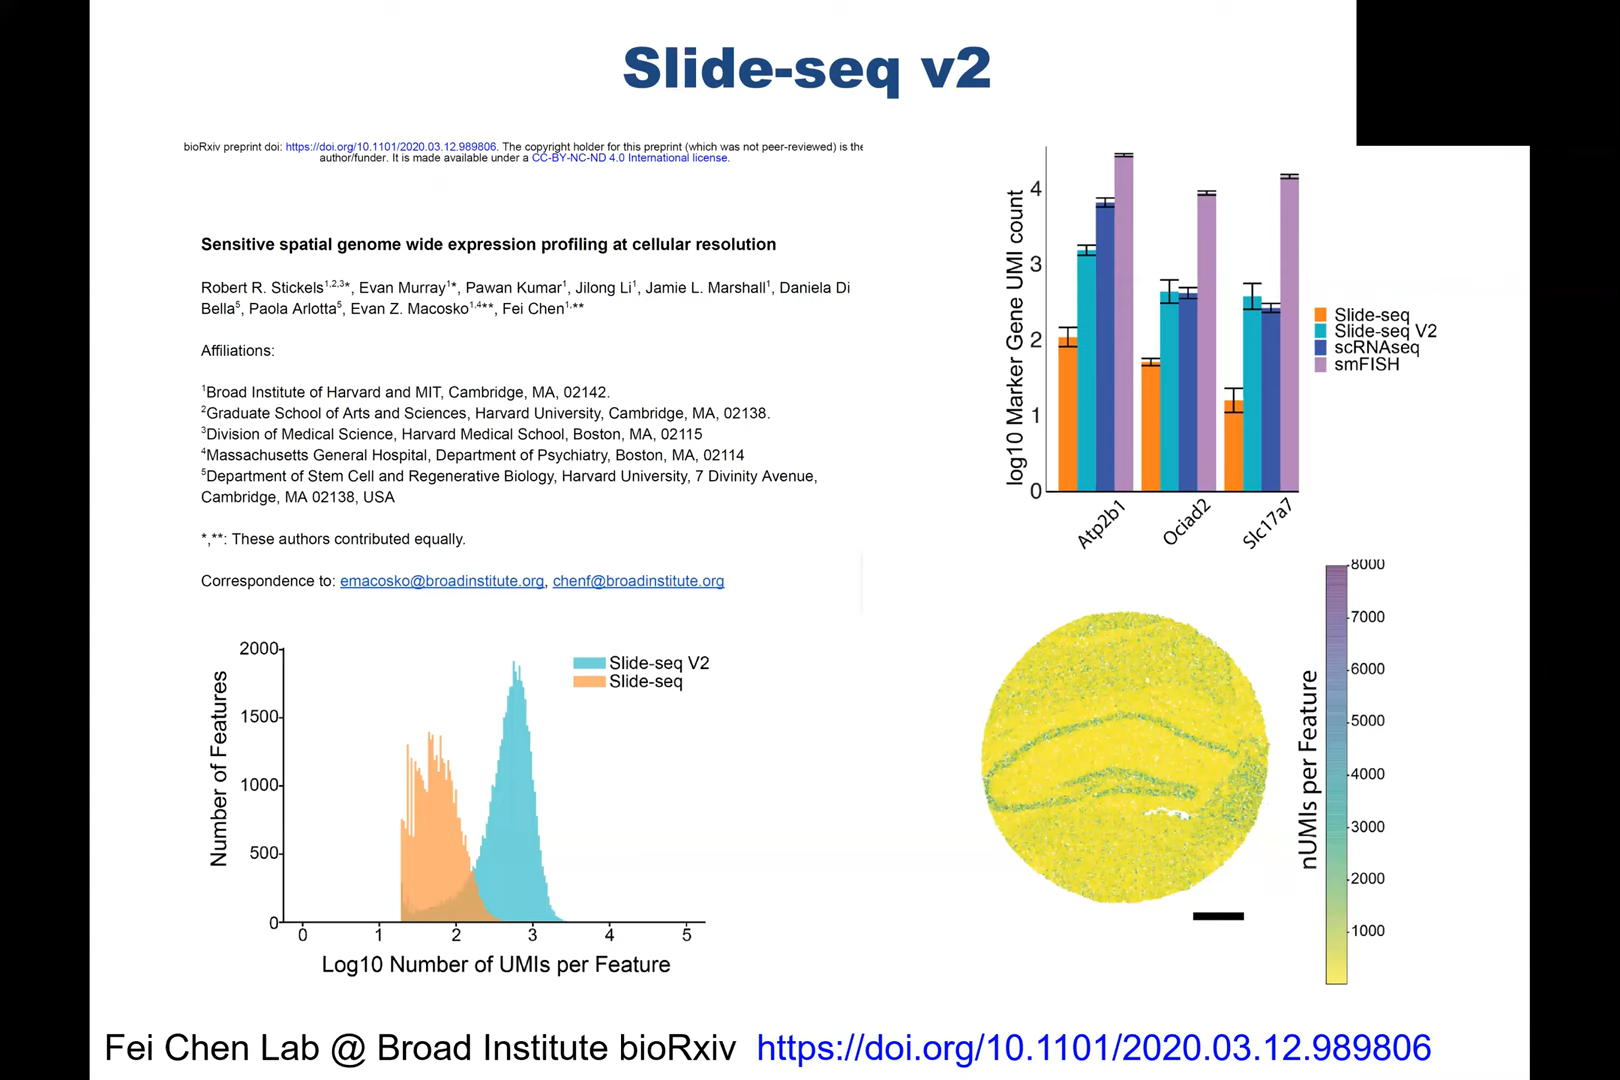 Slide-seq v2
bioRxiv preprint doi: https://doi.org/10.1101/2020.03.12.989806. The copyright holder for this preprint (which was not peer-reviewed) is the
author/funder. It is made available under a CC-BY-NC-ND 4.0 International license.
Sensitive spatial genome wide expression profiling at cellular resolution
Robert R. Stickels1,2,3*, Evan Murray1*, Pawan Kumar1, Jilong Li1, Jamie L. Marshall1, Daniela Di
Bella5, Paola Arlotta5, Evan Z. Macosko1,4**, Fei Chen1,**
Affiliations:
1Broad Institute of Harvard and MIT, Cambridge, MA, 02142.
2Graduate School of Arts and Sciences, Harvard University, Cambridge, MA, 02138.
3Division of Medical Science, Harvard Medical School, Boston, MA, 02115
4Massachusetts General Hospital, Department of Psychiatry, Boston, MA, 02114
5Department of Stem Cell and Regenerative Biology, Harvard University, 7 Divinity Avenue,
Cambridge, MA 02138, USA
*,**: These authors contributed equally.
Correspondence to: emacosko@broadinstitute.org, chenf@broadinstitute.org
log10 Marker Gene UMI count
4
3
2
1
0
Atp2b1
Ociad2
Slc17a7
Slide-seq
Slide-seq V2
scRNAseq
smFISH
Number of Features
2000
1500
1000
500
0
0 1 2 3 4 5
Log10 Number of UMIs per Feature
Slide-seq V2
Slide-seq
nUMIs per Feature
8000
7000
6000
5000
4000
3000
2000
1000
Fei Chen Lab @ Broad Institute bioRxiv https://doi.org/10.1101/2020.03.12.989806